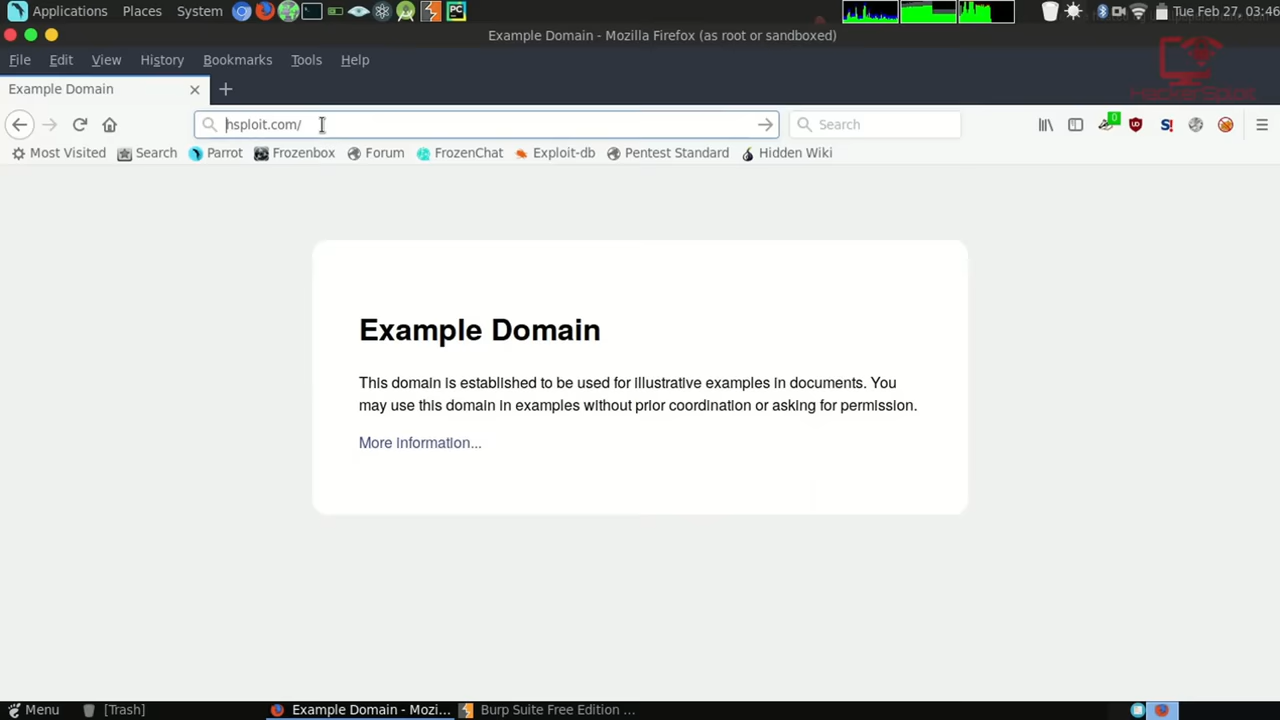 Applications Places System Tue Feb 27, 03:46
Example Domain - Mozilla Firefox (as root or sandboxed)
File Edit View History Bookmarks Tools Help
HackerSploit
Example Domain
hsploit.com/ Search 0 UD S!
Most Visited Search Parrot Frozenbox Forum FrozenChat Exploit-db Pentest Standard Hidden Wiki
Example Domain
This domain is established to be used for illustrative examples in documents. You
may use this domain in examples without prior coordination or asking for permission.
More information...
Menu [Trash] Example Domain - Mozi... Burp Suite Free Edition ...